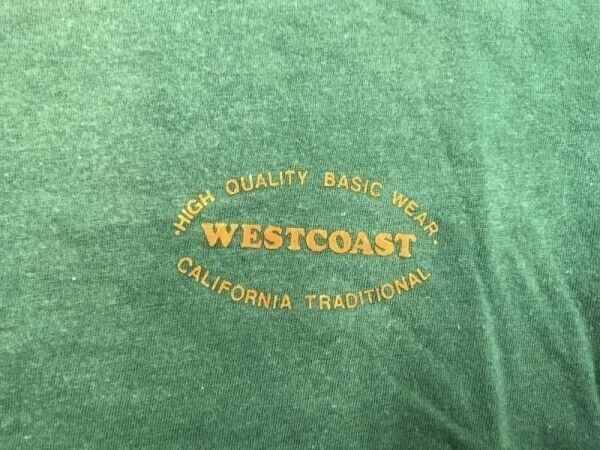 -HIGH QUALITY BASIC WEAR-
WESTCOAST
CALIFORNIA TRADITIONAL